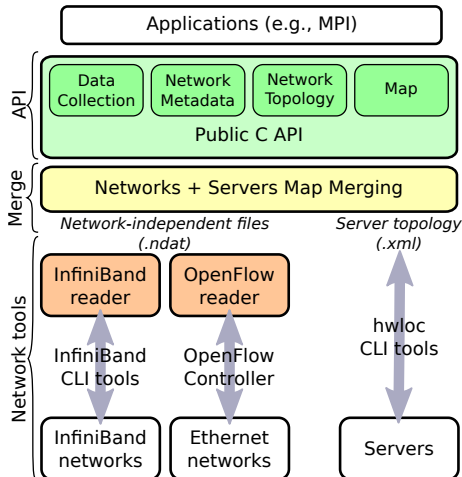 Applications (e.g., MPI)
API
Data
Collection
Network
Metadata
Network
Topology
Map
Public C API
Merge
Networks + Servers Map Merging
Network-independent files
(.ndat)
Server topology
(.xml)
Network tools
InfiniBand
reader
OpenFlow
reader
InfiniBand
CLI tools
OpenFlow
Controller
hwloc
CLI tools
InfiniBand
networks
Ethernet
networks
Servers